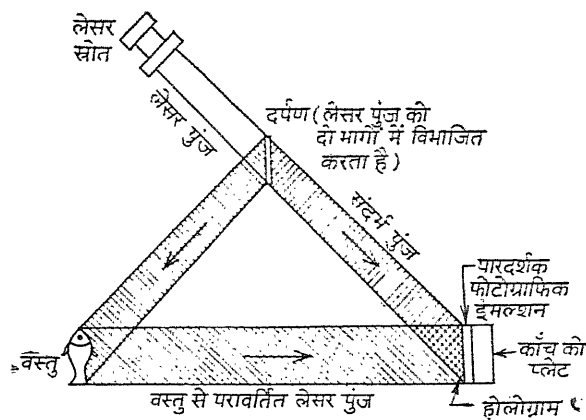 लेसर
स्रोत
लेसर पुंज
दर्पण (लेसर पुंज को
दो भागों में विभाजित
करता है)
संदर्भ पुंज
पारदर्शक
फोटोग्राफिक
इमल्शन
वस्तु
काँच की
प्लेट
वस्तु से परावर्तित लेसर पुंज
होलोग्राम